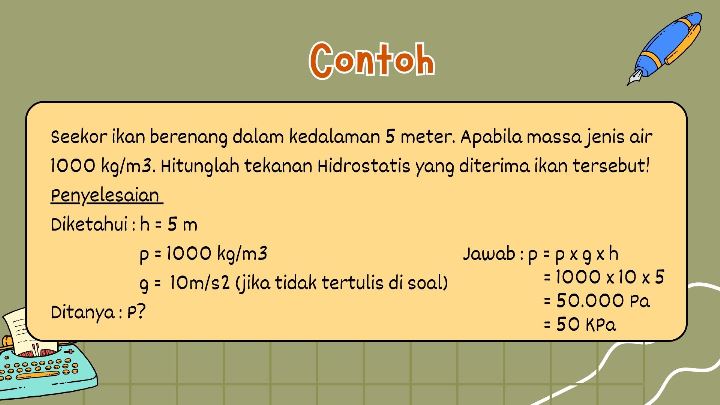 Contoh
Seekor ikan berenang dalam kedalaman 5 meter. Apabila massa jenis air
1000 kg/m3. Hitunglah tekanan Hidrostatis yang diterima ikan tersebut!
Penyelesaian
Diketahui : h = 5 m
p = 1000 kg/m3
g = 10m/s2 (jika tidak tertulis di soal)
Ditanya : P?
Jawab : p = p x g x h
= 1000 x 10 x 5
= 50.000 Pa
= 50 KPa